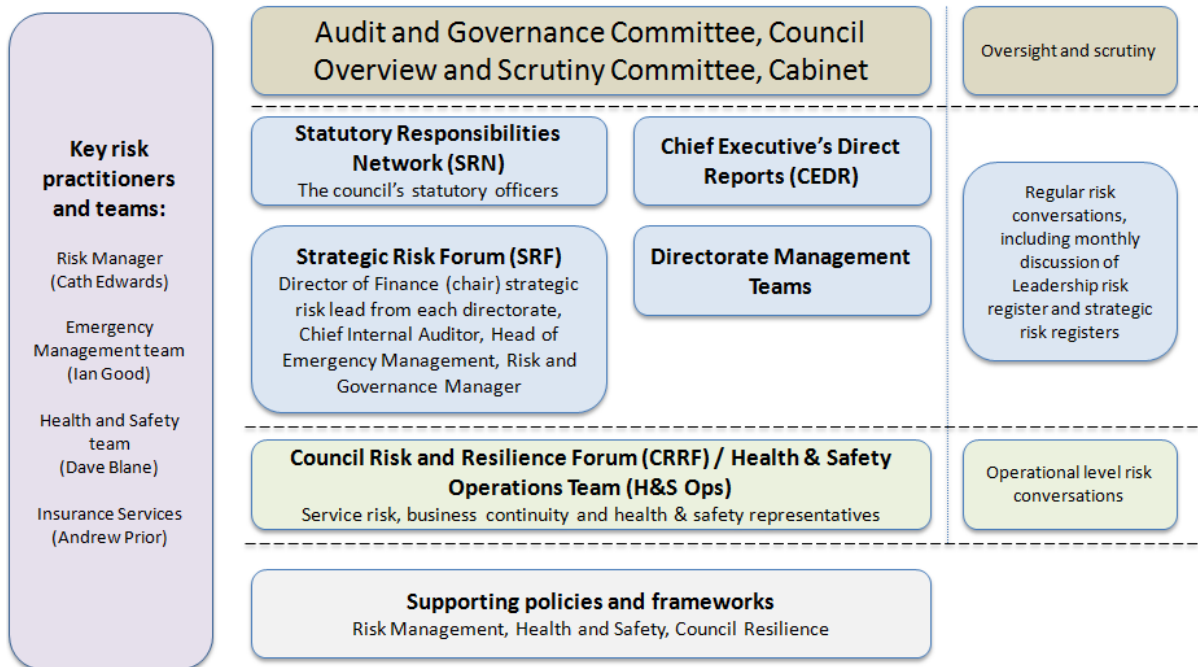 Key risk
practitioners
and teams:
Risk Manager
(Cath Edwards)
Emergency
Management team
(Ian Good)
Health and Safety
team
(Dave Blane)
Insurance Services
(Andrew Prior)
Audit and Governance Committee, Council
Overview and Scrutiny Committee, Cabinet
Oversight and scrutiny
Statutory Responsibilities
Network (SRN)
The council’s statutory officers
Chief Executive’s Direct
Reports (CEDR)
Strategic Risk Forum (SRF)
Director of Finance (chair) strategic
risk lead from each directorate,
Chief Internal Auditor, Head of
Emergency Management, Risk and
Governance Manager
Directorate Management
Teams
Regular risk
conversations,
including monthly
discussion of
Leadership risk
register and strategic
risk registers
Council Risk and Resilience Forum (CRRF) / Health & Safety
Operations Team (H&S Ops)
Service risk, business continuity and health & safety representatives
Operational level risk
conversations
Supporting policies and frameworks
Risk Management, Health and Safety, Council Resilience